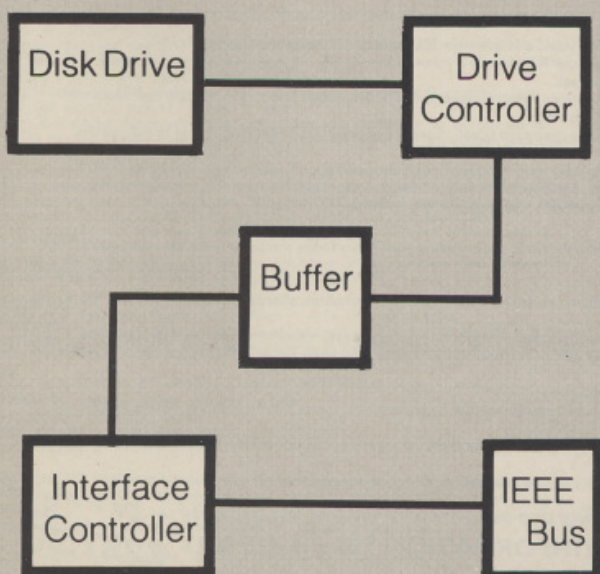 Disk Drive
Drive
Controller
Buffer
Interface
Controller
IEEE
Bus